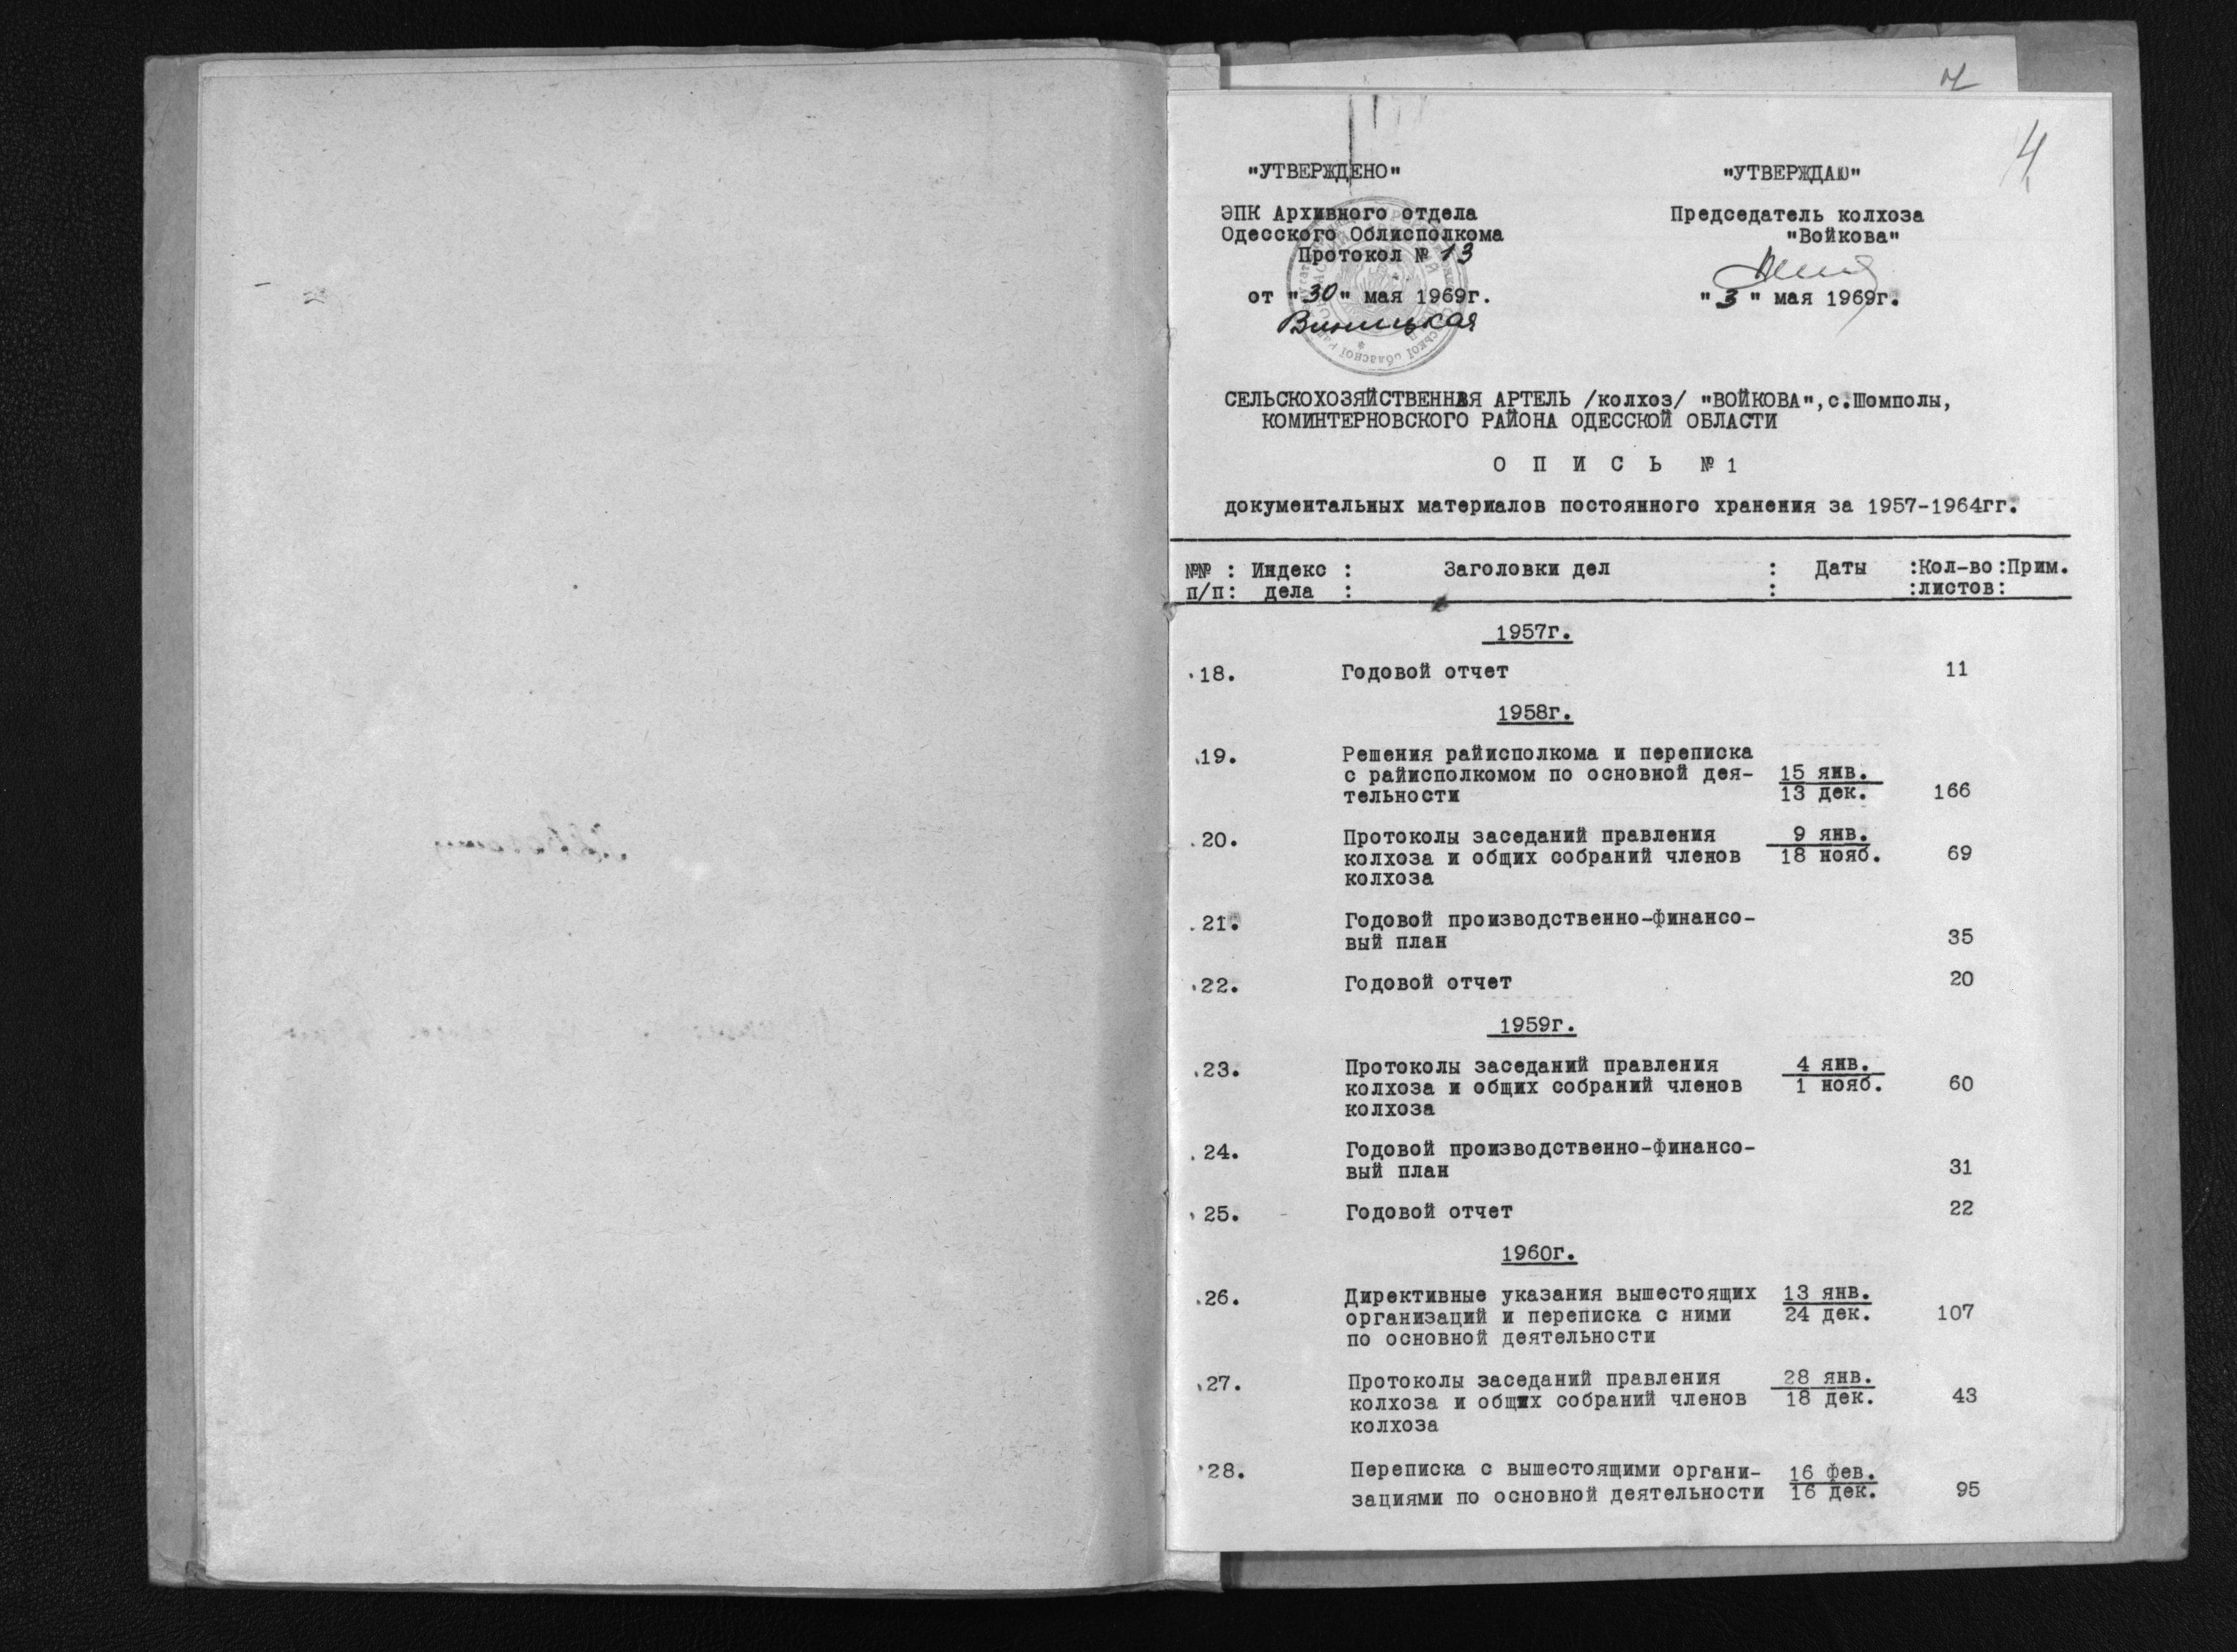 4
"УТВЕРЖДЕНО"
ЭПК Архивного отдела
Одесского Облисполкома
Протокол № 13
от "30" мая 1969г.
Виницькая
"УТВЕРЖДАЮ"
Председатель колхоза
"Войкова"
"3" мая 1969г.
СЕЛЬСКОХОЗЯЙСТВЕННАЯ АРТЕЛЬ /колхоз/ "ВОЙКОВА",с.Шомполы,
КОМИНТЕРНОВСКОГО РАЙОНА ОДЕССКОЙ ОБЛАСТИ
О П И С Ь № 1
документальных материалов постоянного хранения за 1957-1964гг.
№№ : Индекс : Заголовки дел : Даты :Кол-во:Прим.
п/п: дела : : :листов:
1957г.
18. Годовой отчет 11
1958г.
19. Решения райисполкома и переписка
с райисполкомом по основной дея- 15 янв.
тельности 13 дек. 166
20. Протоколы заседаний правления 9 янв.
колхоза и общих собраний членов 18 нояб. 69
колхоза
21. Годовой производственно-финансо-
вый план 35
22. Годовой отчет 20
1959г.
23. Протоколы заседаний правления 4 янв.
колхоза и общих собраний членов 1 нояб. 60
колхоза
24. Годовой производственно-финансо-
вый план 31
25. Годовой отчет 22
1960г.
26. Директивные указания вышестоящих 13 янв.
организаций и переписка с ними 24 дек. 107
по основной деятельности
27. Протоколы заседаний правления 28 янв.
колхоза и общих собраний членов 18 дек. 43
колхоза
28. Переписка с вышестоящими органи- 16 фев.
зациями по основной деятельности 16 дек. 95